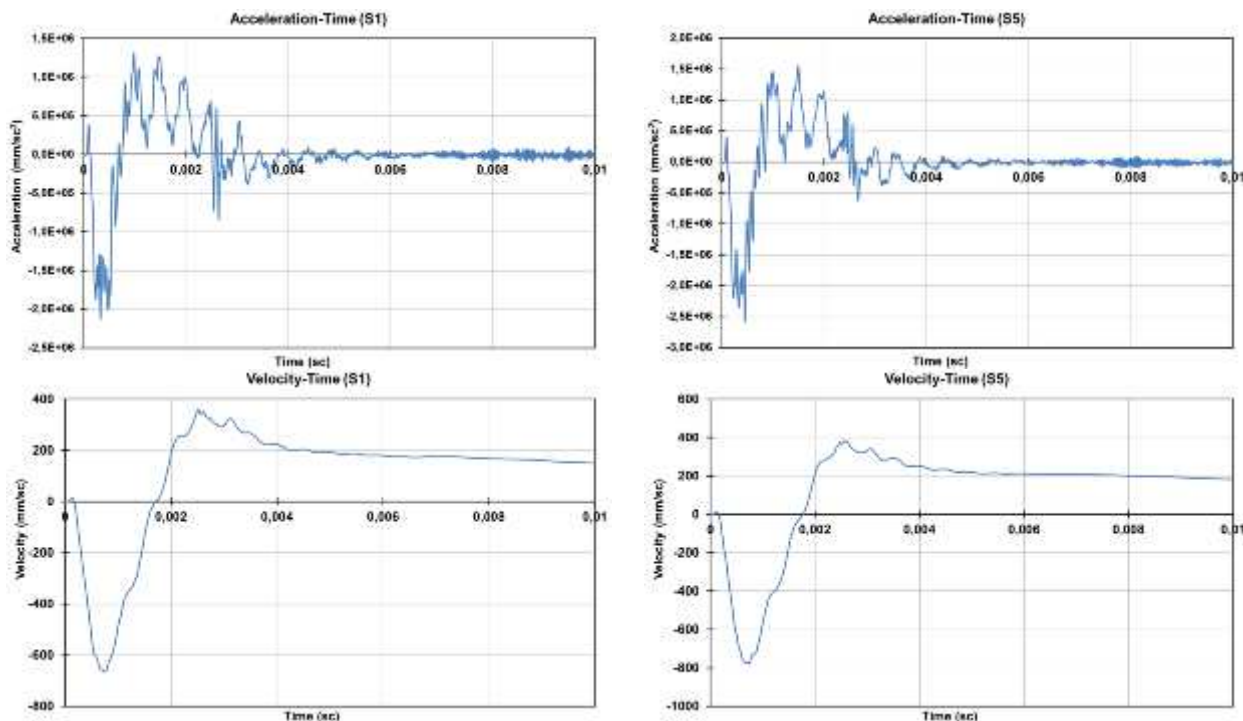 Acceleration-Time (S1)
1,5E+06
1,0E+06
5,0E+05
0,0E+00
-5,0E+05
-1,0E+06
-1,5E+06
-2,0E+06
-2,5E+06
0 0,002 0,004 0,006 0,008 0,01
Acceleration (mm/sc²)
Time (sc)
Acceleration-Time (S5)
2,0E+06
1,5E+06
1,0E+06
5,0E+05
0,0E+00
-5,0E+05
-1,0E+06
-1,5E+06
-2,0E+06
-2,5E+06
-3,0E+06
0 0,002 0,004 0,006 0,008 0,01
Acceleration (mm/sc²)
Time (sc)
Velocity-Time (S1)
400
200
0
-200
-400
-600
-800
0 0,002 0,004 0,006 0,008 0,01
Velocity (mm/sc)
Time (sc)
Velocity-Time (S5)
600
400
200
0
-200
-400
-600
-800
-1000
0 0,002 0,004 0,006 0,008 0,01
Velocity (mm/sc)
Time (sc)